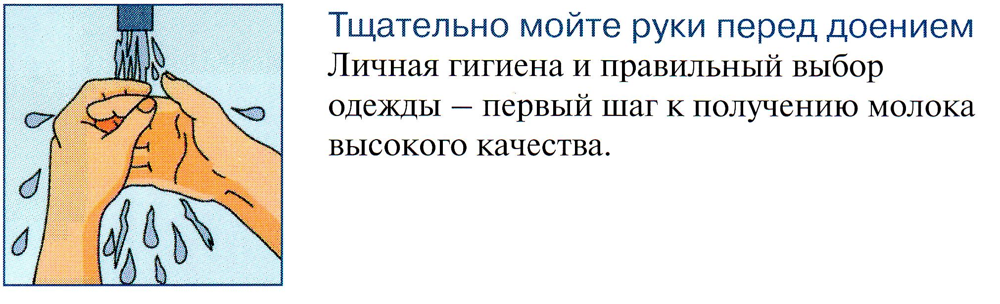 Тщательно мойте руки перед доением
Личная гигиена и правильный выбор
одежды – первый шаг к получению молока
высокого качества.